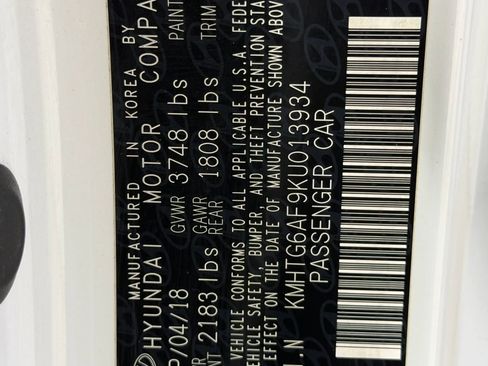 MANUFACTURED IN KOREA BY
HYUNDAI MOTOR COMPA
P/04/18 GVWR 3748 lbs PAINT
2183 lbs GAWR REAR 1808 lbs TRIM
VEHICLE CONFORMS TO ALL APPLICABLE U.S.A. FEDE
VEHICLE SAFETY, BUMPER, AND THEFT PREVENTION STA
EFFECT ON THE DATE OF MANUFACTURE SHOWN ABOV
I.N KMHTG6AF9KU013934
PASSENGER CAR